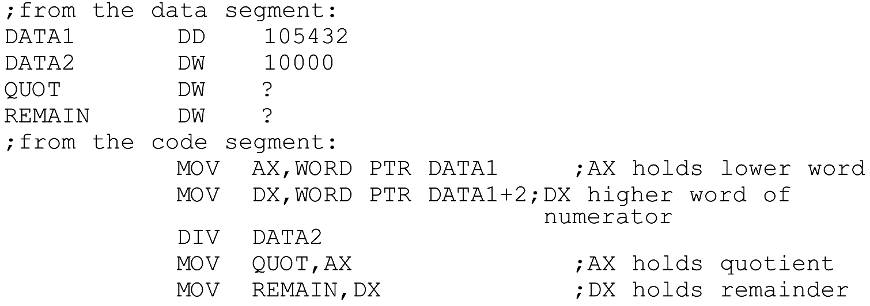 ;from the data segment:
DATA1 DD 105432
DATA2 DW 10000
QUOT DW ?
REMAIN DW ?
;from the code segment:
MOV AX,WORD PTR DATA1 ;AX holds lower word
MOV DX,WORD PTR DATA1+2;DX higher word of
numerator
DIV DATA2
MOV QUOT,AX ;AX holds quotient
MOV REMAIN,DX ;DX holds remainder